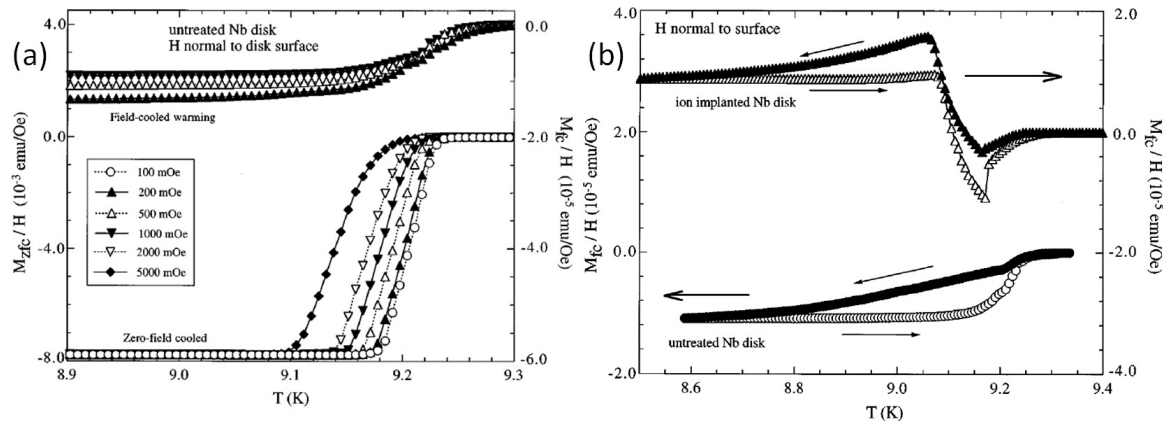 (a)
untreated Nb disk
H normal to disk surface
Field-cooled warming
100 mOe
200 mOe
500 mOe
1000 mOe
2000 mOe
5000 mOe
Zero-field cooled
4.0
0.0
-4.0
-8.0
M_zfc / H (10^-3 emu/Oe)
0.0
-2.0
-4.0
-6.0
M_fc / H (10^-5 emu/Oe)
8.9 9.0 9.1 9.2 9.3
T (K)
(b)
H normal to surface
ion implanted Nb disk
untreated Nb disk
4.0
2.0
0.0
-2.0
M_fc / H (10^-5 emu/Oe)
2.0
0.0
-2.0
-4.0
M_fc / H (10^-5 emu/Oe)
8.6 8.8 9.0 9.2 9.4
T (K)